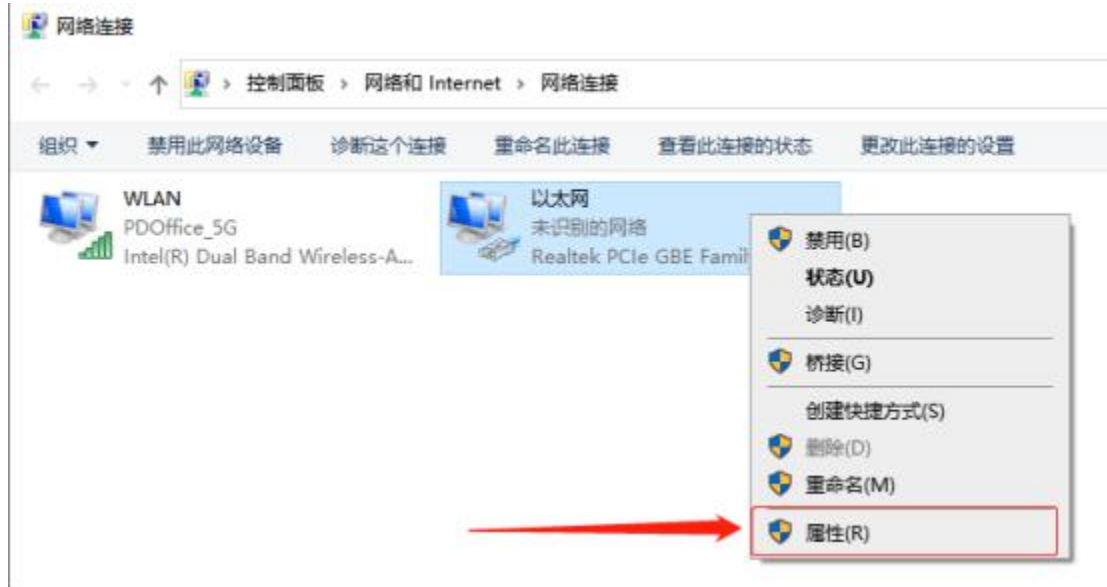 网络连接
控制面板 › 网络和 Internet › 网络连接
组织 禁用此网络设备 诊断这个连接 重命名此连接 查看此连接的状态 更改此连接的设置
WLAN
PDOffice_5G
Intel(R) Dual Band Wireless-A...
以太网
未识别的网络
Realtek PCIe GBE Famil
禁用(B)
状态(U)
诊断(I)
桥接(G)
创建快捷方式(S)
删除(D)
重命名(M)
属性(R)